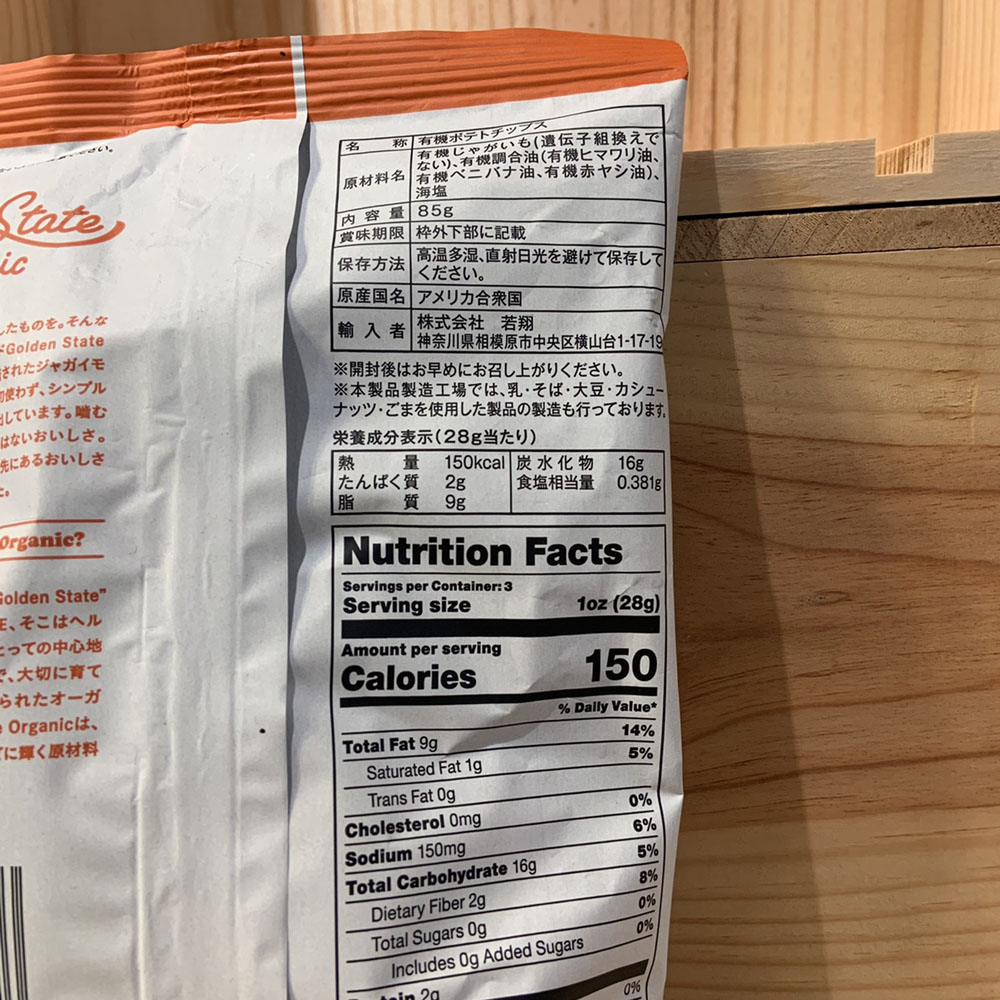 さい。
State
ic
したものを。そんな
Golden State
されたジャガイモ
使わず、シンプル
出しています。噛む
はないおいしさ。
先にあるおいしさ
た。
Organic?
Golden State”
E、そこはヘル
とっての中心地
で、大切に育て
られたオーガ
e Organicは、
に輝く原材料
名 称 有機ポテトチップス
原材料名 有機じゃがいも(遺伝子組換えで
ない)、有機調合油(有機ヒマワリ油、
有機ベニバナ油、有機赤ヤシ油)、
海塩
内容量 85g
賞味期限 枠外下部に記載
保存方法 高温多湿、直射日光を避けて保存して
ください。
原産国名 アメリカ合衆国
輸入者 株式会社 若翔
神奈川県相模原市中央区横山台1-17-19
※開封後はお早めにお召し上がりください。
※本製品製造工場では、乳・そば・大豆・カシュー
ナッツ・ごまを使用した製品の製造も行っております。
栄養成分表示(28g当たり)
熱 量 150kcal 炭水化物 16g
たんぱく質 2g 食塩相当量 0.381g
脂 質 9g
Nutrition Facts
Servings per Container: 3
Serving size 1oz (28g)
Amount per serving
Calories 150
% Daily Value*
Total Fat 9g 14%
Saturated Fat 1g 5%
Trans Fat 0g
Cholesterol 0mg 0%
Sodium 150mg 6%
Total Carbohydrate 16g 5%
Dietary Fiber 2g 8%
Total Sugars 0g 0%
Includes 0g Added Sugars 0%
tein 2g 0%